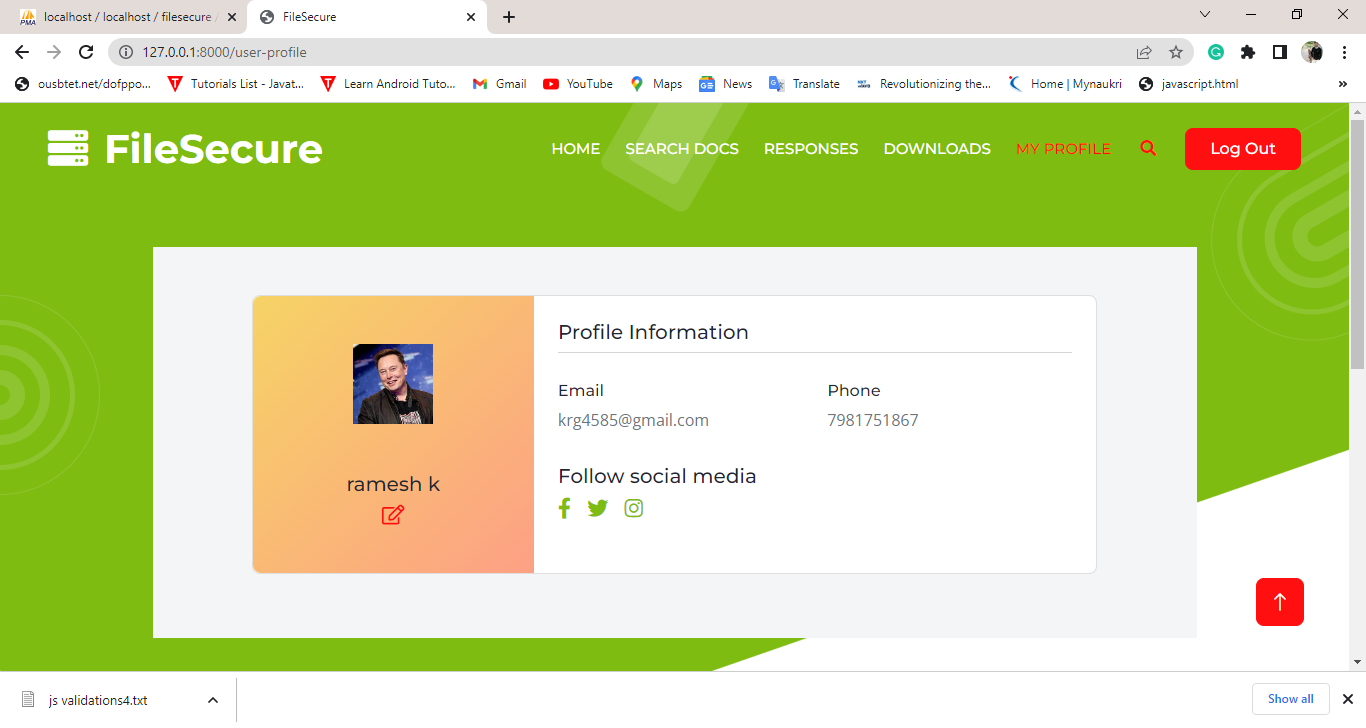 PMA localhost / localhost / filesecure /
FileSecure
127.0.0.1:8000/user-profile
ousbtet.net/dofppo... Tutorials List - Javat... Learn Android Tuto... Gmail YouTube Maps News Translate Revolutionizing the... Home | Mynaukri javascript.html »
FileSecure
HOME SEARCH DOCS RESPONSES DOWNLOADS MY PROFILE Log Out
Profile Information
Email Phone
krg4585@gmail.com 7981751867
ramesh k
Follow social media
js validations4.txt Show all